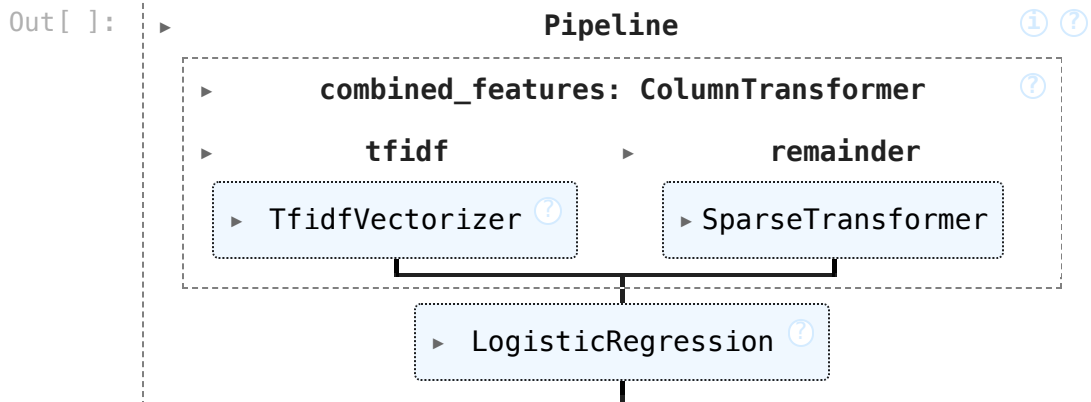 Out[ ]:
▸ Pipeline i ?
▸ combined_features: ColumnTransformer ?
▸ tfidf ▸ remainder
▸ TfidfVectorizer ? ▸ SparseTransformer
▸ LogisticRegression ?